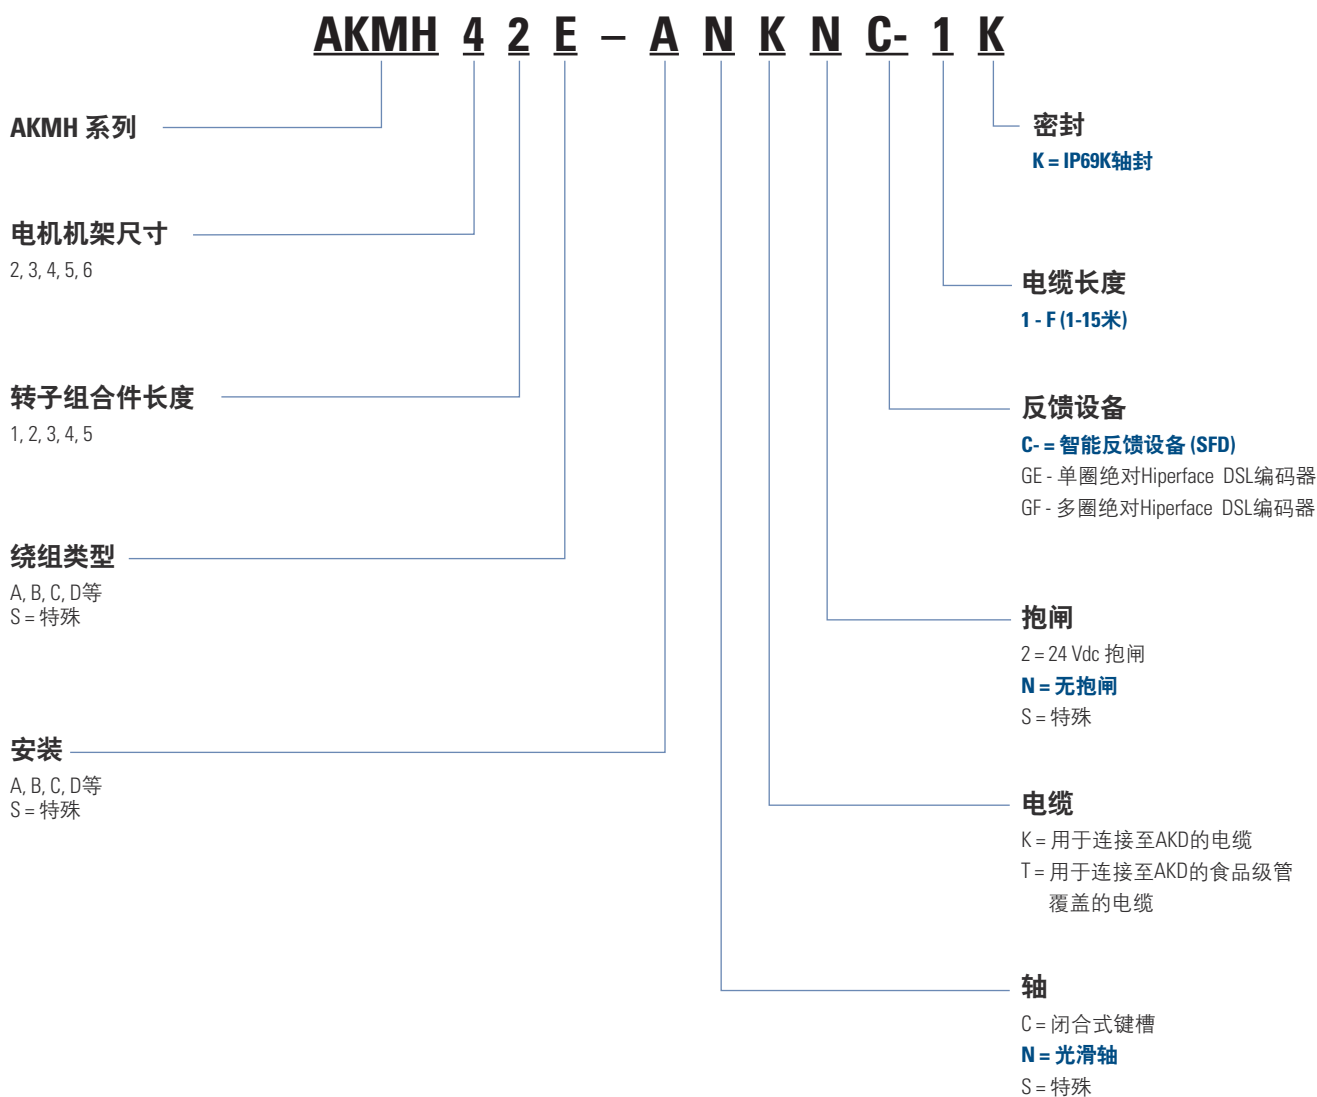 AKMH 4 2 E – A N K N C- 1 K
AKMH 系列
电机机架尺寸
2, 3, 4, 5, 6
转子组合件长度
1, 2, 3, 4, 5
绕组类型
A, B, C, D等
S = 特殊
安装
A, B, C, D等
S = 特殊
密封
K = IP69K轴封
电缆长度
1 - F (1-15米)
反馈设备
C- = 智能反馈设备 (SFD)
GE - 单圈绝对Hiperface DSL编码器
GF - 多圈绝对Hiperface DSL编码器
抱闸
2 = 24 Vdc 抱闸
N = 无抱闸
S = 特殊
电缆
K = 用于连接至AKD的电缆
T = 用于连接至AKD的食品级管
覆盖的电缆
轴
C = 闭合式键槽
N = 光滑轴
S = 特殊